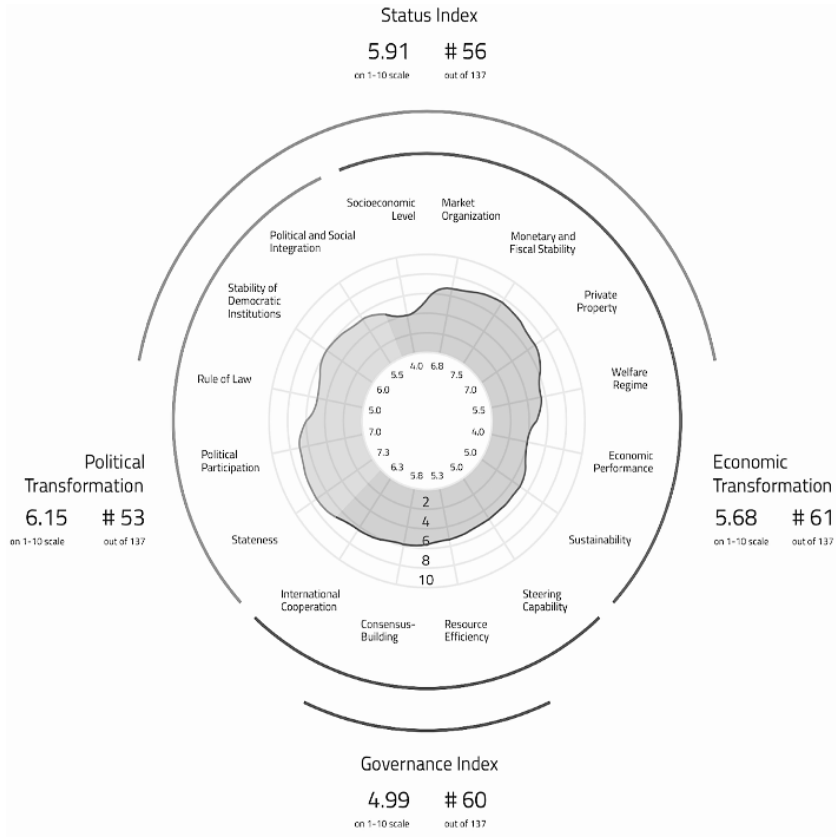 Status Index
5.91 # 56
on 1-10 scale out of 137
Socioeconomic
Level
Market
Organization
Political and Social
Integration
Monetary and
Fiscal Stability
Stability of
Democratic
Institutions
Private
Property
Rule of Law
Welfare
Regime
Political
Participation
Economic
Performance
Stateness
Sustainability
International
Cooperation
Steering
Capability
Consensus-
Building
Resource
Efficiency
4.0 6.8
5.5 7.5
6.0 7.0
5.0 5.5
7.0 4.0
7.3 5.0
6.3 5.0
5.8 5.3
2
4
6
8
10
Political
Transformation
6.15 # 53
on 1-10 scale out of 137
Economic
Transformation
5.68 # 61
on 1-10 scale out of 137
Governance Index
4.99 # 60
on 1-10 scale out of 137